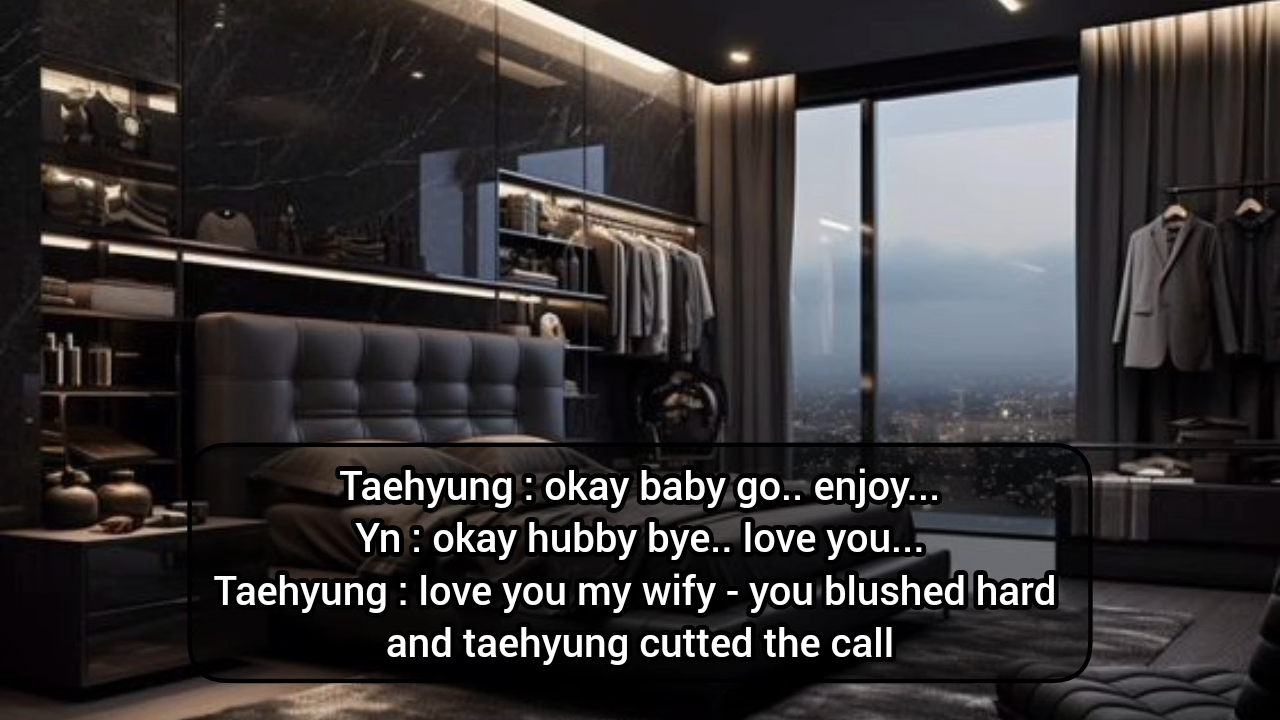 Taehyung : okay baby go.. enjoy...
Yn : okay hubby bye.. love you...
Taehyung : love you my wify - you blushed hard
and taehyung cutted the call